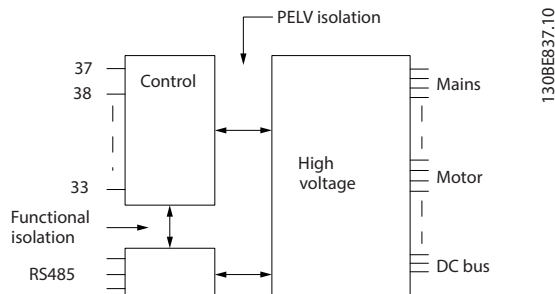 PELV isolation
130BE837.10
37
38
33
Control
Mains
High
voltage
Motor
Functional
isolation
RS485
DC bus